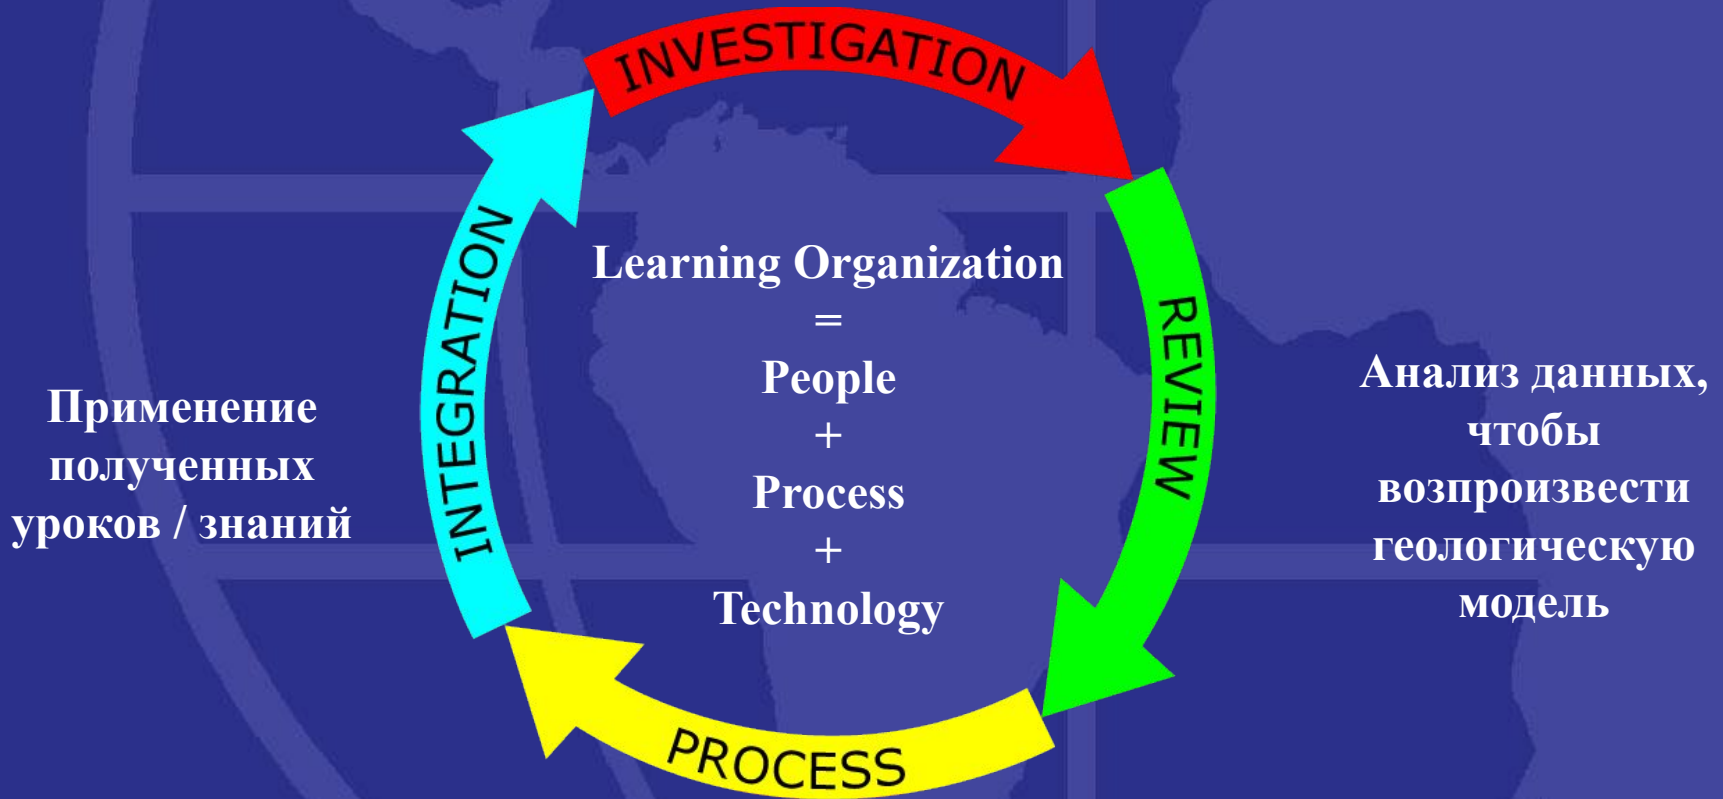 INVESTIGATION
REVIEW
PROCESS
INTEGRATION
Learning Organization
=
People
+
Process
+
Technology
Применение
полученных
уроков / знаний
Анализ данных,
чтобы
возпроизвести
геологическую
модель